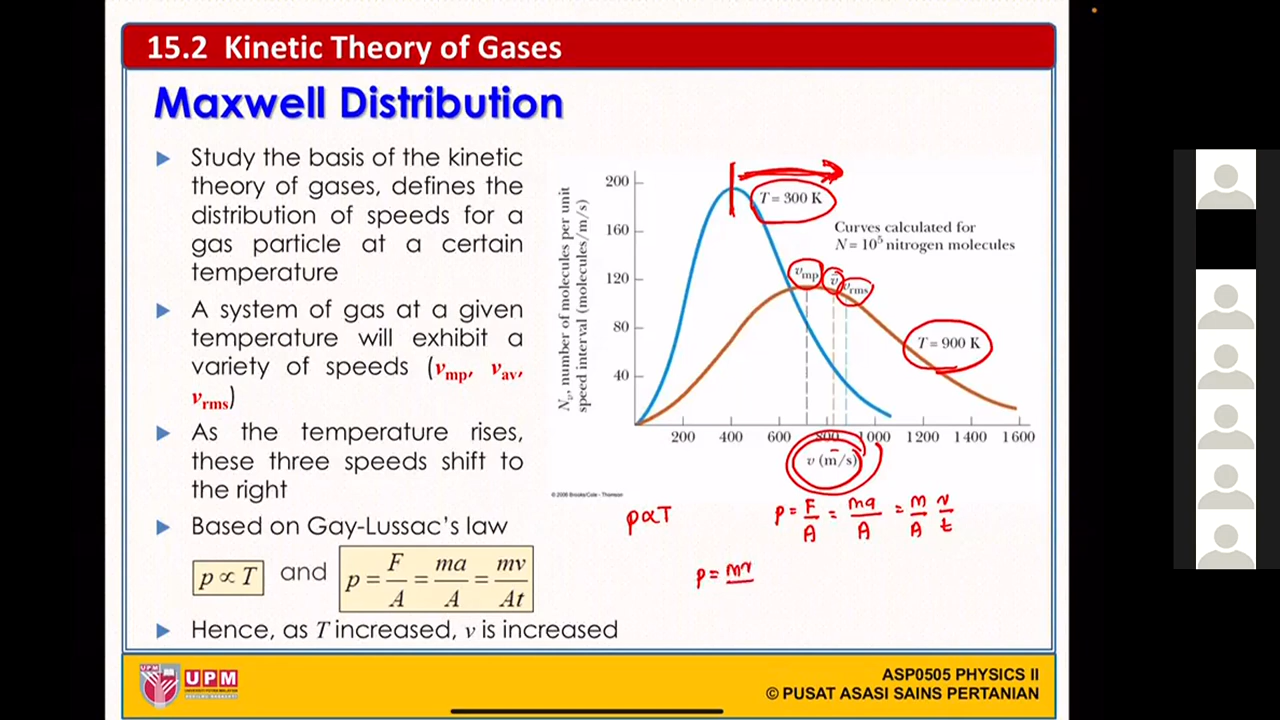 15.2 Kinetic Theory of Gases
Maxwell Distribution
Study the basis of the kinetic
theory of gases, defines the
distribution of speeds for a
gas particle at a certain
temperature
A system of gas at a given
temperature will exhibit a
variety of speeds (vmp, vav,
vrms)
As the temperature rises,
these three speeds shift to
the right
Based on Gay-Lussac's law
p ∝ T and p = F/A = ma/A = mv/At
Hence, as T increased, v is increased
Nv, number of molecules per unit
speed interval (molecules/m/s)
200
160
120
80
40
T = 300 K
Curves calculated for
N = 10⁵ nitrogen molecules
vmp v̄ vrms
T = 900 K
200 400 600 800 1000 1200 1400 1600
v (m/s)
© 2006 Brooks/Cole - Thomson
p ∝ T
p = F/A = ma/A = m/A v/t
p = mv
UPM
UPM
ASP0505 PHYSICS II
© PUSAT ASASI SAINS PERTANIAN